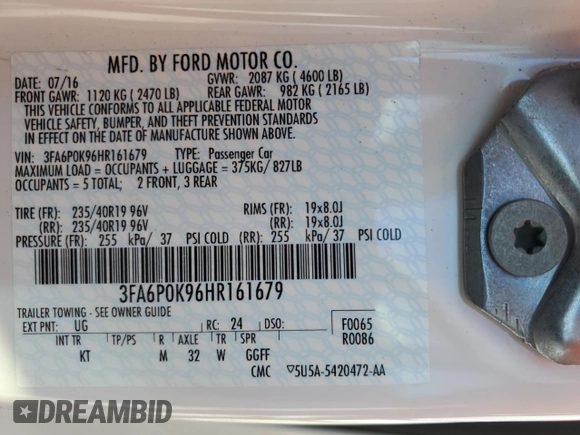 MFD. BY FORD MOTOR CO.
DATE: 07/16 GVWR: 2087 KG ( 4600 LB)
FRONT GAWR: 1120 KG ( 2470 LB) REAR GAWR: 982 KG ( 2165 LB)
THIS VEHICLE CONFORMS TO ALL APPLICABLE FEDERAL MOTOR
VEHICLE SAFETY, BUMPER, AND THEFT PREVENTION STANDARDS
IN EFFECT ON THE DATE OF MANUFACTURE SHOWN ABOVE.
VIN: 3FA6P0K96HR161679 TYPE: Passenger Car
MAXIMUM LOAD = OCCUPANTS + LUGGAGE = 375KG/ 827LB
OCCUPANTS = 5 TOTAL; 2 FRONT, 3 REAR
TIRE (FR): 235/40R19 96V RIMS (FR): 19x8.0J
(RR): 235/40R19 96V (RR): 19x8.0J
PRESSURE (FR): 255 kPa/ 37 PSI COLD (RR): 255 kPa/ 37 PSI COLD
3FA6P0K96HR161679
TRAILER TOWING - SEE OWNER GUIDE
EXT PNT: UG RC: 24 DSO: F0065
R0086
INT TR TP/PS R AXLE TR SPR
KT M 32 W GGFF
CMC ▽5U5A-5420472-AA
DREAMBID